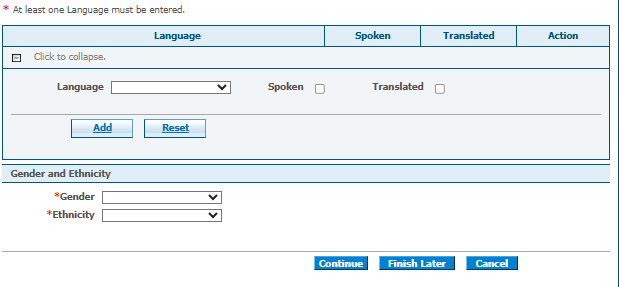 * At least one Language must be entered.
Language Spoken Translated Action
Click to collapse.
Language Spoken Translated
Add Reset
Gender and Ethnicity
*Gender
*Ethnicity
Continue Finish Later Cancel